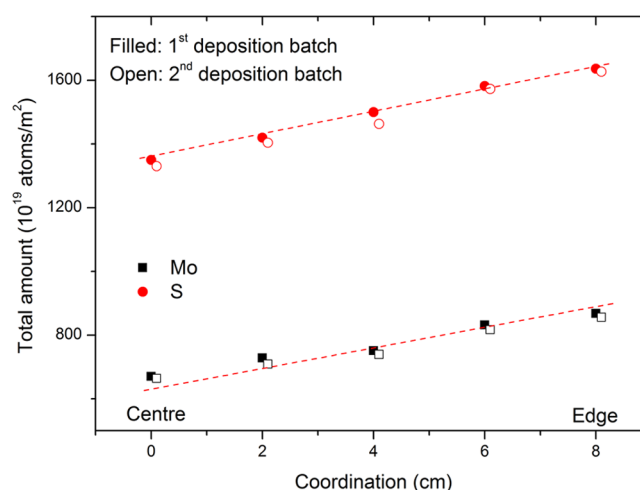 Filled: 1st deposition batch
Open: 2nd deposition batch
1600
1200
800
Total amount (10^19 atoms/m^2)
Mo
S
Centre
Edge
0 2 4 6 8
Coordination (cm)